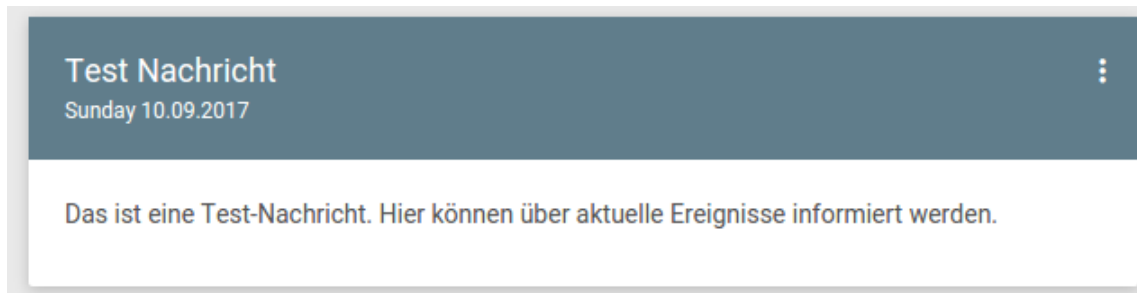 Test Nachricht
Sunday 10.09.2017
Das ist eine Test-Nachricht. Hier können über aktuelle Ereignisse informiert werden.